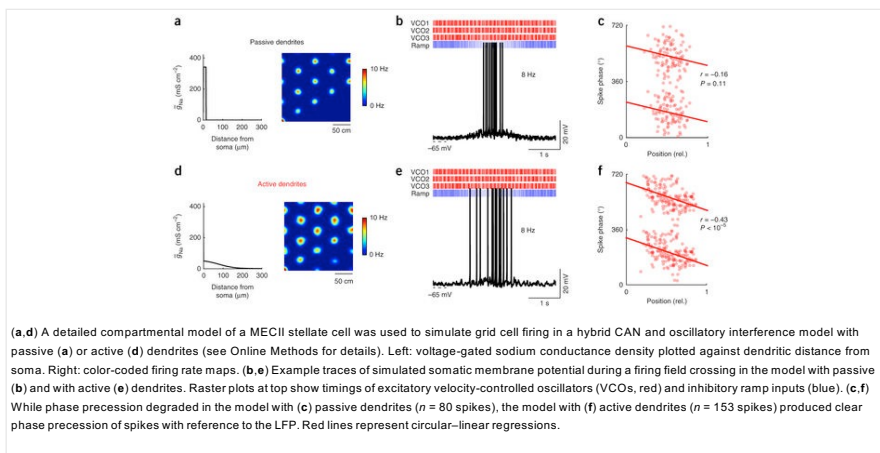 a
b
c
Passive dendrites
VCO1
VCO2
VCO3
Ramp
8 Hz
–65 mV
20 mV
1 s
400
200
0
0 100 200 300
Distance from
soma (μm)
g̅Na (mS cm–2)
10 Hz
0 Hz
50 cm
720
360
0
Spike phase (°)
r = –0.16
P = 0.11
0 1
Position (rel.)
d
e
f
Active dendrites
VCO1
VCO2
VCO3
Ramp
8 Hz
–65 mV
20 mV
1 s
400
200
0
0 100 200 300
Distance from
soma (μm)
g̅Na (mS cm–2)
10 Hz
0 Hz
50 cm
720
360
0
Spike phase (°)
r = –0.43
0 1
Position (rel.)
(a,d) A detailed compartmental model of a MECII stellate cell was used to simulate grid cell firing in a hybrid CAN and oscillatory interference model with
passive (a) or active (d) dendrites (see Online Methods for details). Left: voltage-gated sodium conductance density plotted against dendritic distance from
soma. Right: color-coded firing rate maps. (b,e) Example traces of simulated somatic membrane potential during a firing field crossing in the model with passive
(b) and with active (e) dendrites. Raster plots at top show timings of excitatory velocity-controlled oscillators (VCOs, red) and inhibitory ramp inputs (blue). (c,f)
While phase precession degraded in the model with (c) passive dendrites (n = 80 spikes), the model with (f) active dendrites (n = 153 spikes) produced clear
phase precession of spikes with reference to the LFP. Red lines represent circular–linear regressions.